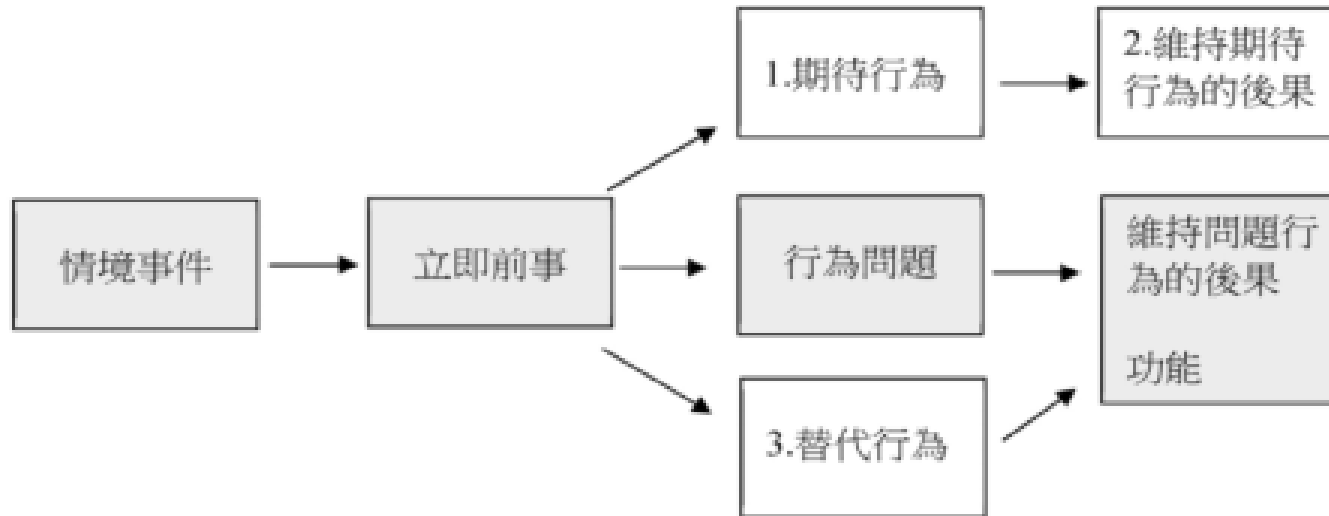 1.期待行為
2.維持期待
行為的後果
情境事件
立即前事
行為問題
維持問題行
為的後果
功能
3.替代行為